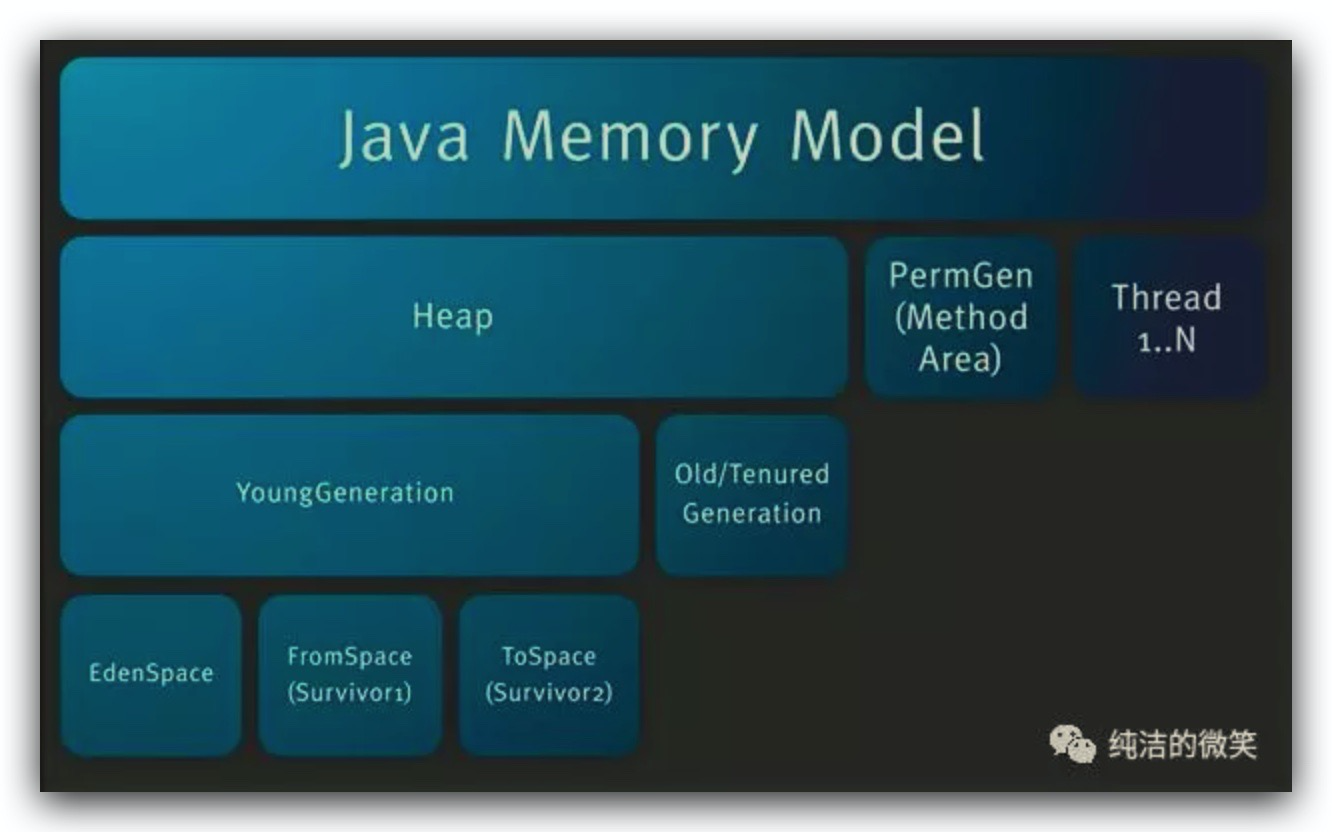 Java Memory Model
Heap
PermGen
(Method
Area)
Thread
1..N
YoungGeneration
Old/Tenured
Generation
EdenSpace
FromSpace
(Survivor1)
ToSpace
(Survivor2)
纯洁的微笑